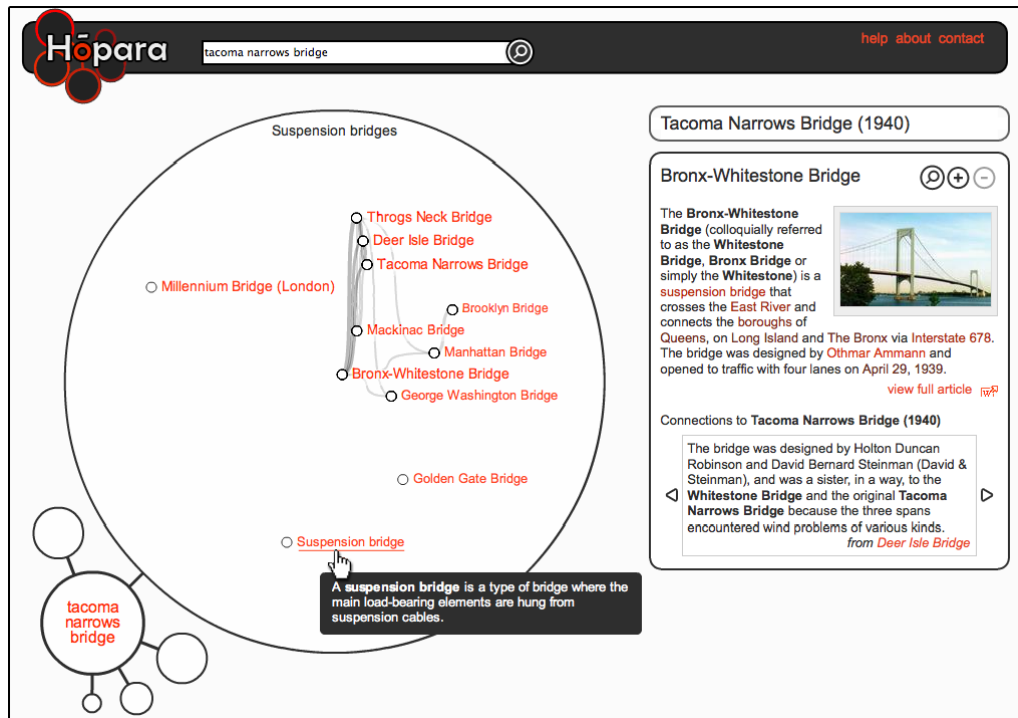 Hōpara
tacoma narrows bridge
help about contact
Suspension bridges
Throgs Neck Bridge
Deer Isle Bridge
Tacoma Narrows Bridge
Millennium Bridge (London)
Brooklyn Bridge
Mackinac Bridge
Manhattan Bridge
Bronx-Whitestone Bridge
George Washington Bridge
Golden Gate Bridge
Suspension bridge
A suspension bridge is a type of bridge where the
main load-bearing elements are hung from
suspension cables.
tacoma
narrows
bridge
Tacoma Narrows Bridge (1940)
Bronx-Whitestone Bridge
The Bronx-Whitestone
Bridge (colloquially referred
to as the Whitestone
Bridge, Bronx Bridge or
simply the Whitestone) is a
suspension bridge that
crosses the East River and
connects the boroughs of
Queens, on Long Island and The Bronx via Interstate 678.
The bridge was designed by Othmar Ammann and
opened to traffic with four lanes on April 29, 1939.
view full article
Connections to Tacoma Narrows Bridge (1940)
The bridge was designed by Holton Duncan
Robinson and David Bernard Steinman (David &
Steinman), and was a sister, in a way, to the
Whitestone Bridge and the original Tacoma
Narrows Bridge because the three spans
encountered wind problems of various kinds.
from Deer Isle Bridge